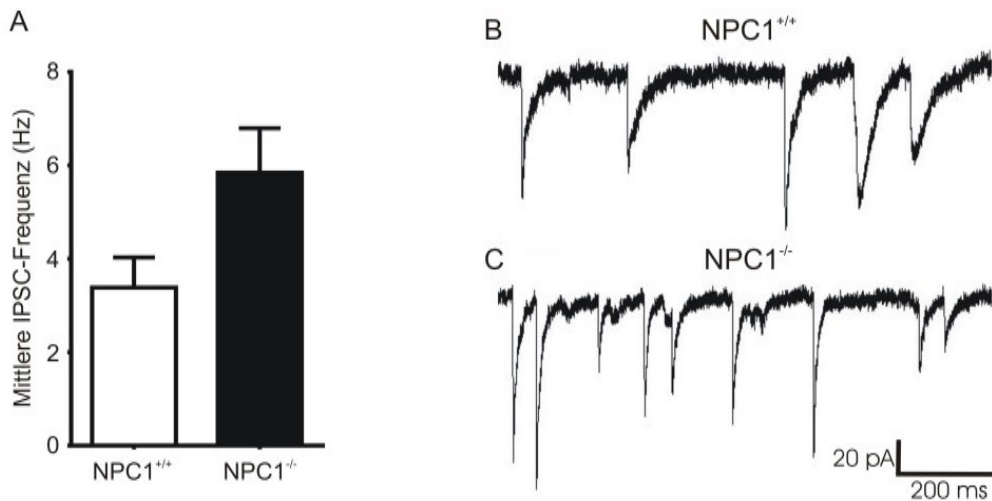 A
Mittlere IPSC-Frequenz (Hz)
8
6
4
2
0
NPC1+/+
NPC1-/-
B
NPC1+/+
C
NPC1-/-
20 pA
200 ms